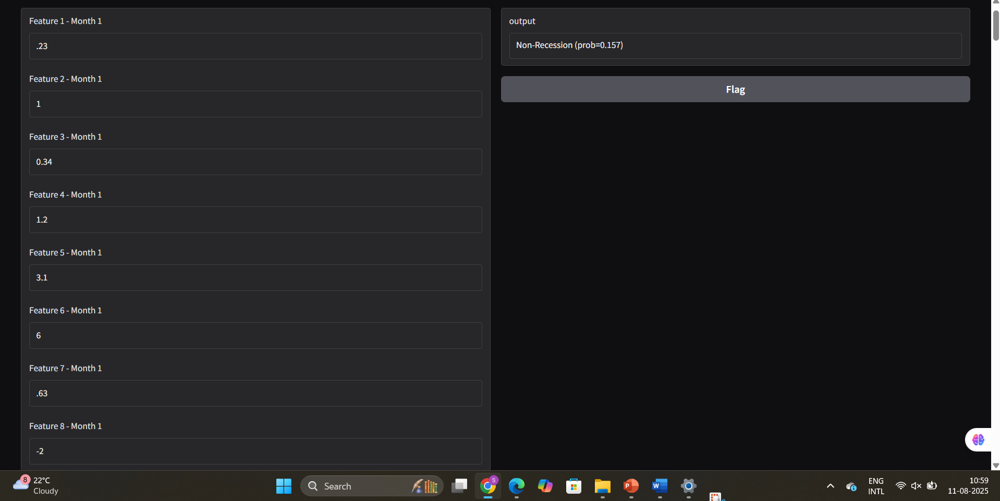 Feature 1 - Month 1
.23
Feature 2 - Month 1
1
Feature 3 - Month 1
0.34
Feature 4 - Month 1
1.2
Feature 5 - Month 1
3.1
Feature 6 - Month 1
6
Feature 7 - Month 1
.63
Feature 8 - Month 1
-2
output
Non-Recession (prob=0.157)
Flag
8
22°C
Cloudy
Search
S
P
W
ENG
INTL
10:59
11-08-2025